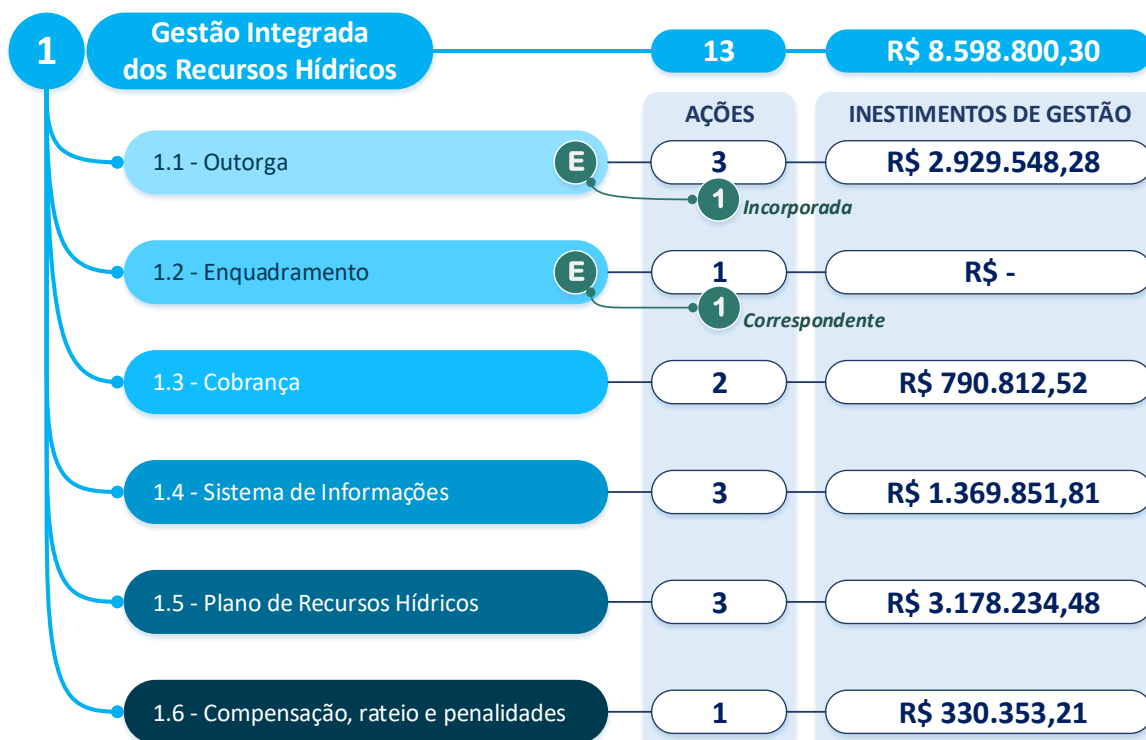 1
Gestão Integrada
dos Recursos Hídricos
13
R$ 8.598.800,30
AÇÕES
INESTIMENTOS DE GESTÃO
1.1 - Outorga
E
3
R$ 2.929.548,28
1
Incorporada
1.2 - Enquadramento
E
1
R$ -
1
Correspondente
1.3 - Cobrança
2
R$ 790.812,52
1.4 - Sistema de Informações
3
R$ 1.369.851,81
1.5 - Plano de Recursos Hídricos
3
R$ 3.178.234,48
1.6 - Compensação, rateio e penalidades
1
R$ 330.353,21